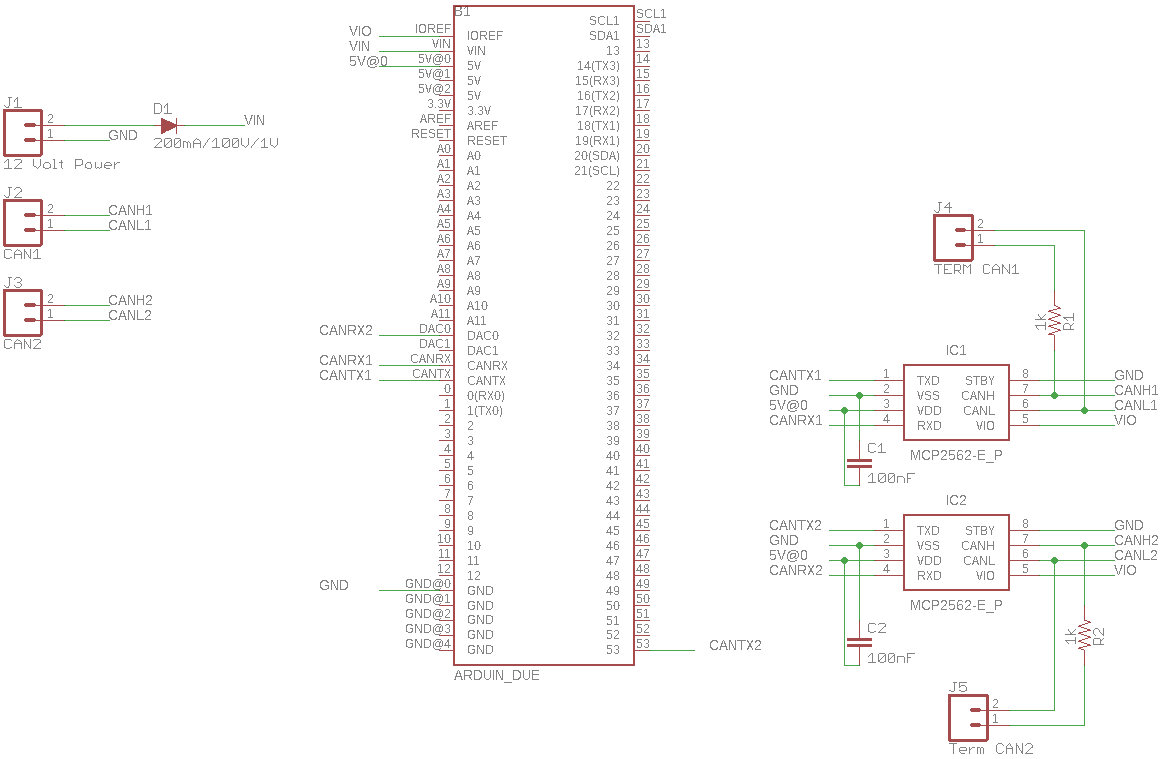 J1
2
1
GND
12 Volt Power
D1
VIN
200mA/100V/1V
J2
2 CANH1
1 CANL1
CAN1
J3
2 CANH2
1 CANL2
CAN2
B1
VIO IOREF IOREF
VIN VIN VIN
5V@0 5V@0 5V
5V@1 5V
5V@2 5V
3.3V 3.3V
AREF AREF
RESET RESET
A0 A0
A1 A1
A2 A2
A3 A3
A4 A4
A5 A5
A6 A6
A7 A7
A8 A8
A9 A9
A10 A10
A11 A11
CANRX2 DAC0 DAC0
DAC1 DAC1
CANRX1 CANRX CANRX
CANTX1 CANTX CANTX
0 0(RX0)
1 1(TX0)
2 2
3 3
4 4
5 5
6 6
7 7
8 8
9 9
10 10
11 11
12 12
GND GND@0 GND
GND@1 GND
GND@2 GND
GND@3 GND
GND@4 GND
SCL1 SCL1
SDA1 SDA1
13 13
14(TX3) 14
15(RX3) 15
16(TX2) 16
17(RX2) 17
18(TX1) 18
19(RX1) 19
20(SDA) 20
21(SCL) 21
22 22
23 23
24 24
25 25
26 26
27 27
28 28
29 29
30 30
31 31
32 32
33 33
34 34
35 35
36 36
37 37
38 38
39 39
40 40
41 41
42 42
43 43
44 44
45 45
46 46
47 47
48 48
49 49
50 50
51 51
52 52
53 53 CANTX2
ARDUIN_DUE
J4
2
1
TERM CAN1
1k
R1
IC1
CANTX1 1 TXD STBY 8 GND
GND 2 VSS CANH 7 CANH1
5V@0 3 VDD CANL 6 CANL1
CANRX1 4 RXD VIO 5 VIO
MCP2562-E_P
C1
100nF
IC2
CANTX2 1 TXD STBY 8 GND
GND 2 VSS CANH 7 CANH2
5V@0 3 VDD CANL 6 CANL2
CANRX2 4 RXD VIO 5 VIO
MCP2562-E_P
C2
100nF
1k
R2
J5
2
1
Term CAN2